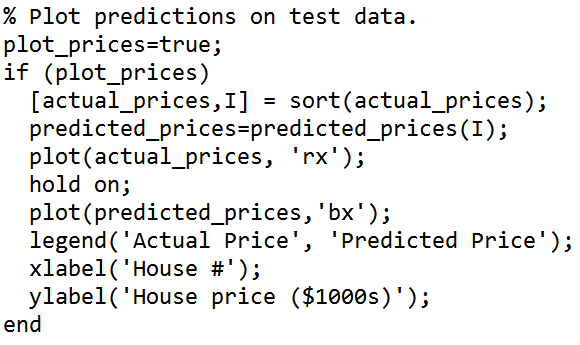 % Plot predictions on test data.
plot_prices=true;
if (plot_prices)
  [actual_prices,I] = sort(actual_prices);
  predicted_prices=predicted_prices(I);
  plot(actual_prices, 'rx');
  hold on;
  plot(predicted_prices,'bx');
  legend('Actual Price', 'Predicted Price');
  xlabel('House #');
  ylabel('House price ($1000s)');
end